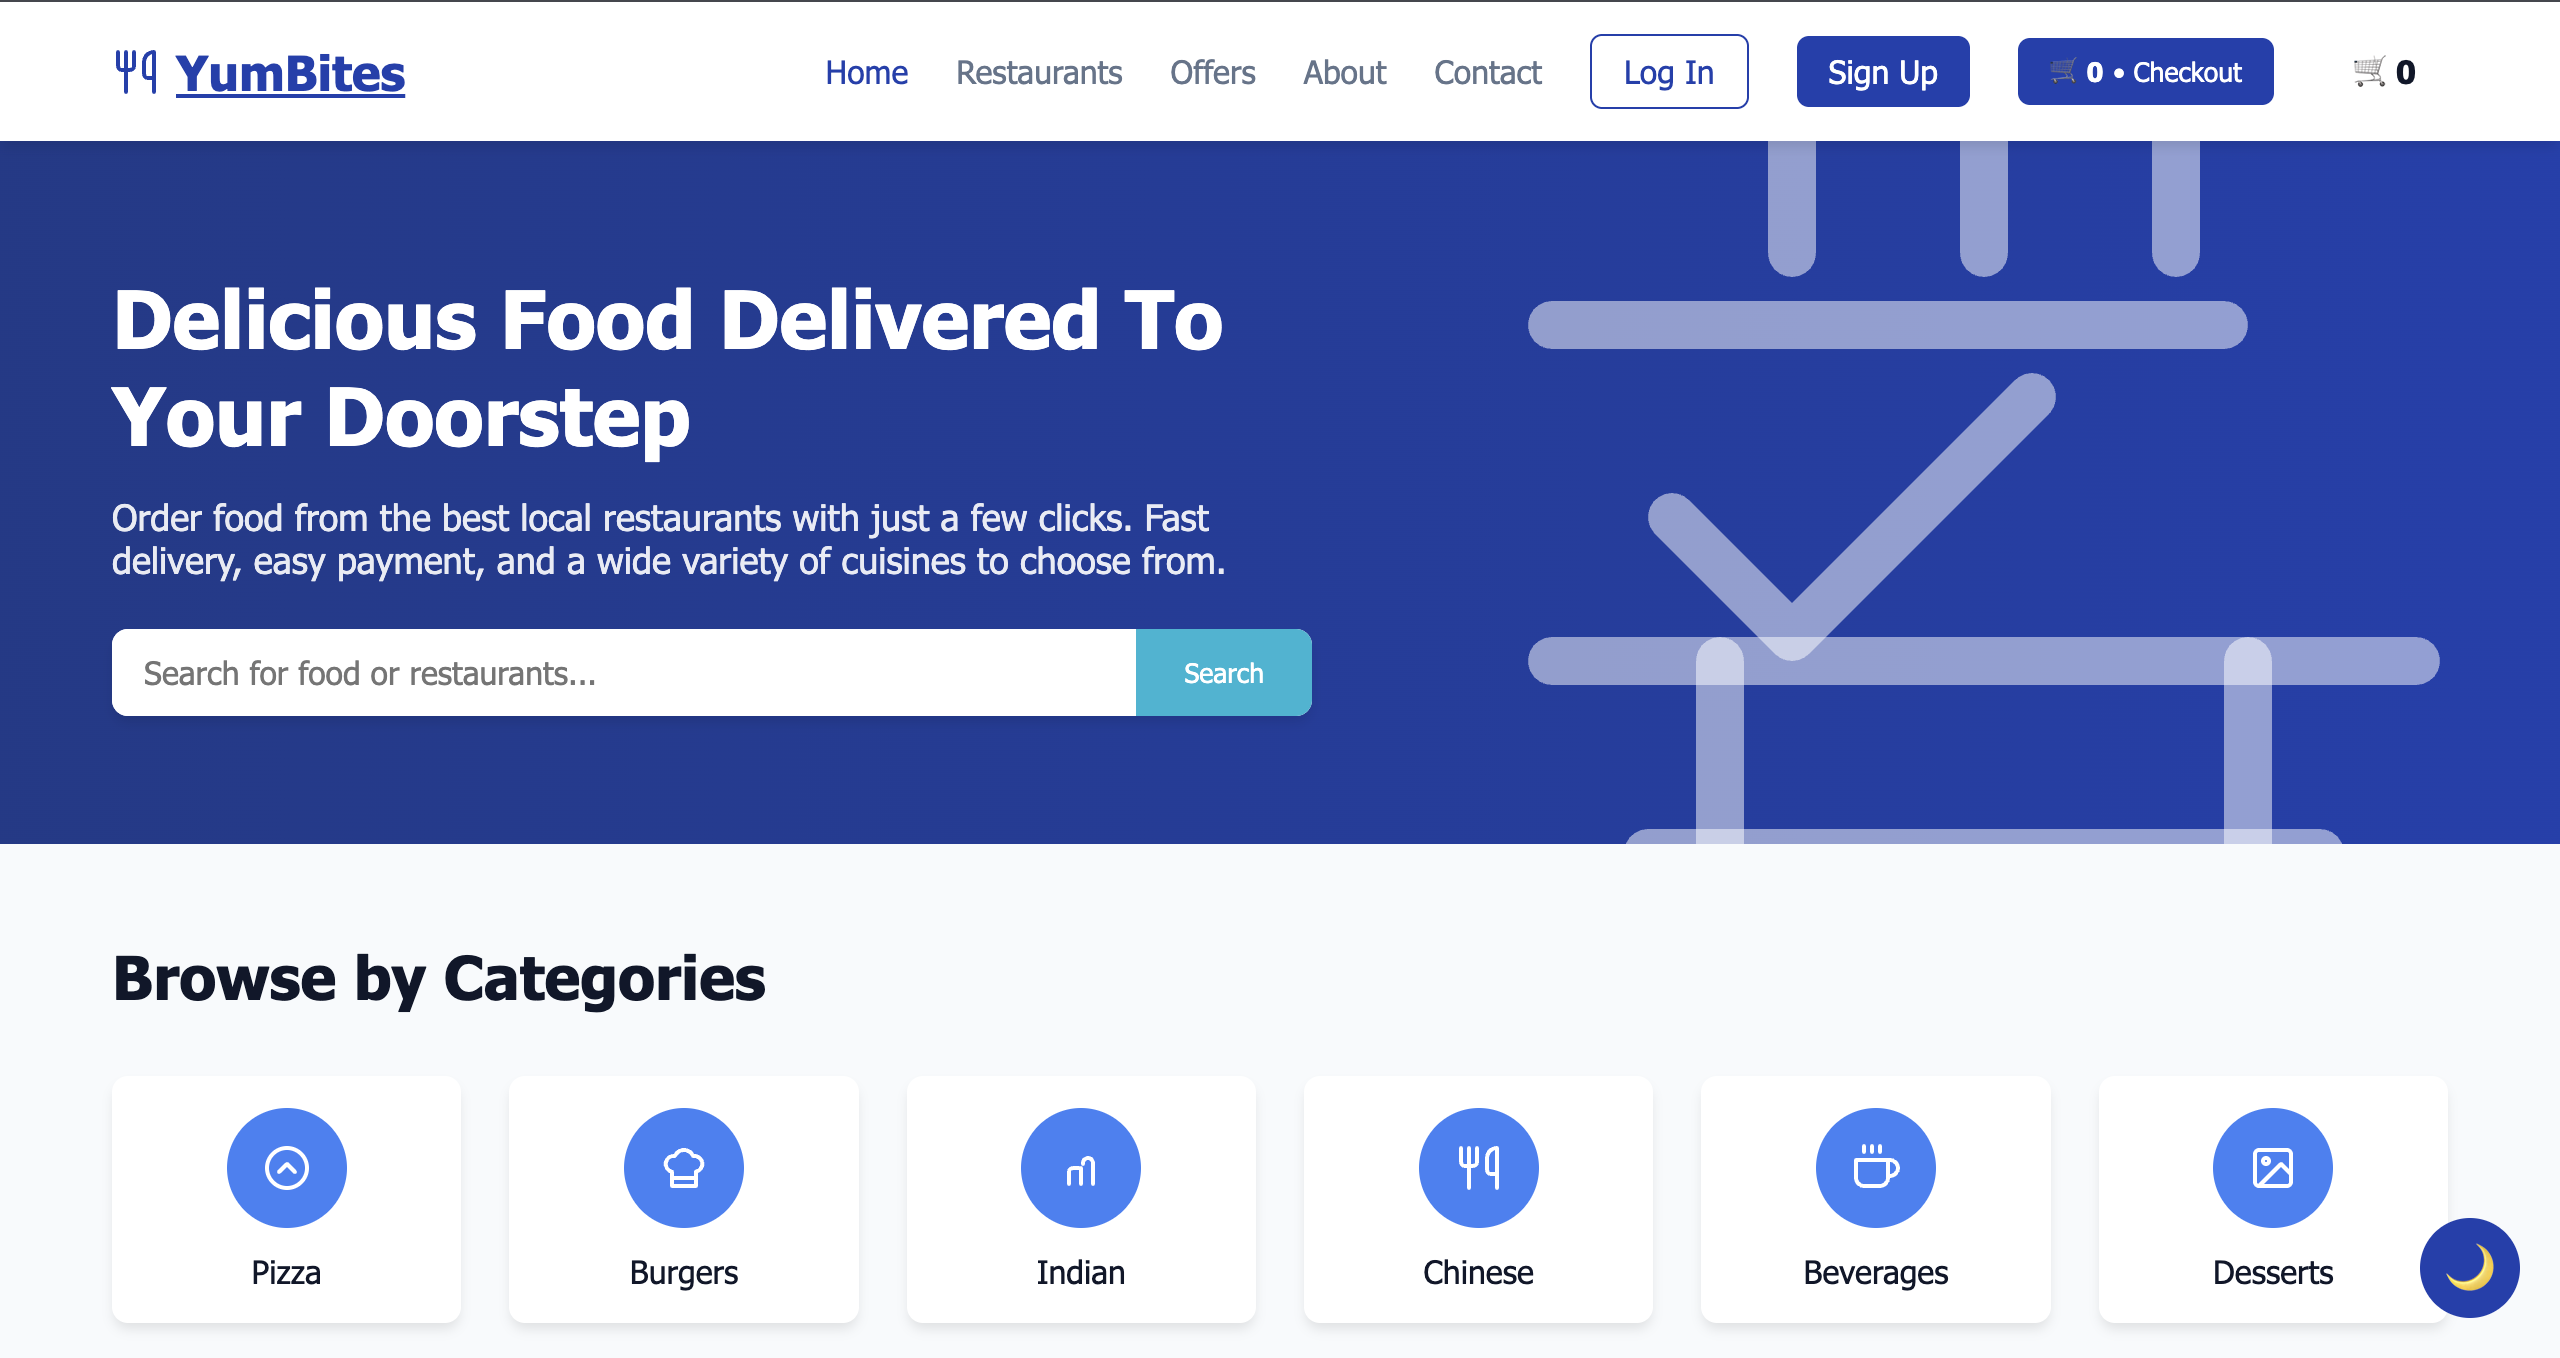 YumBites
Home
Restaurants
Offers
About
Contact
Log In
Sign Up
🛒 0 • Checkout
🛒 0
Delicious Food Delivered To
Your Doorstep
Order food from the best local restaurants with just a few clicks. Fast
delivery, easy payment, and a wide variety of cuisines to choose from.
Search for food or restaurants...
Search
Browse by Categories
Pizza
Burgers
Indian
Chinese
Beverages
Desserts